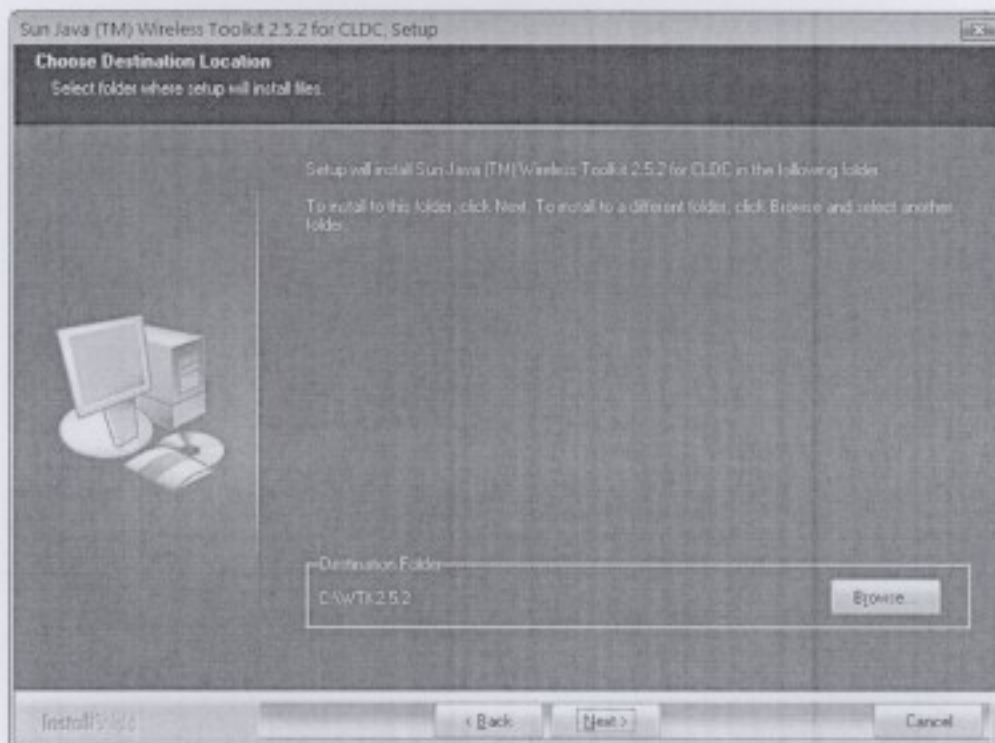 Sun Java (TM) Wireless Toolkit 2.5.2 for CLDC, Setup
Choose Destination Location
Select folder where setup will install files.
Setup will install Sun Java (TM) Wireless Toolkit 2.5.2 for CLDC in the following folder.
To install to this folder, click Next. To install to a different folder, click Browse and select another
folder.
Destination Folder
C:\WTK2.5.2
Browse...
InstallShield
< Back
Next >
Cancel